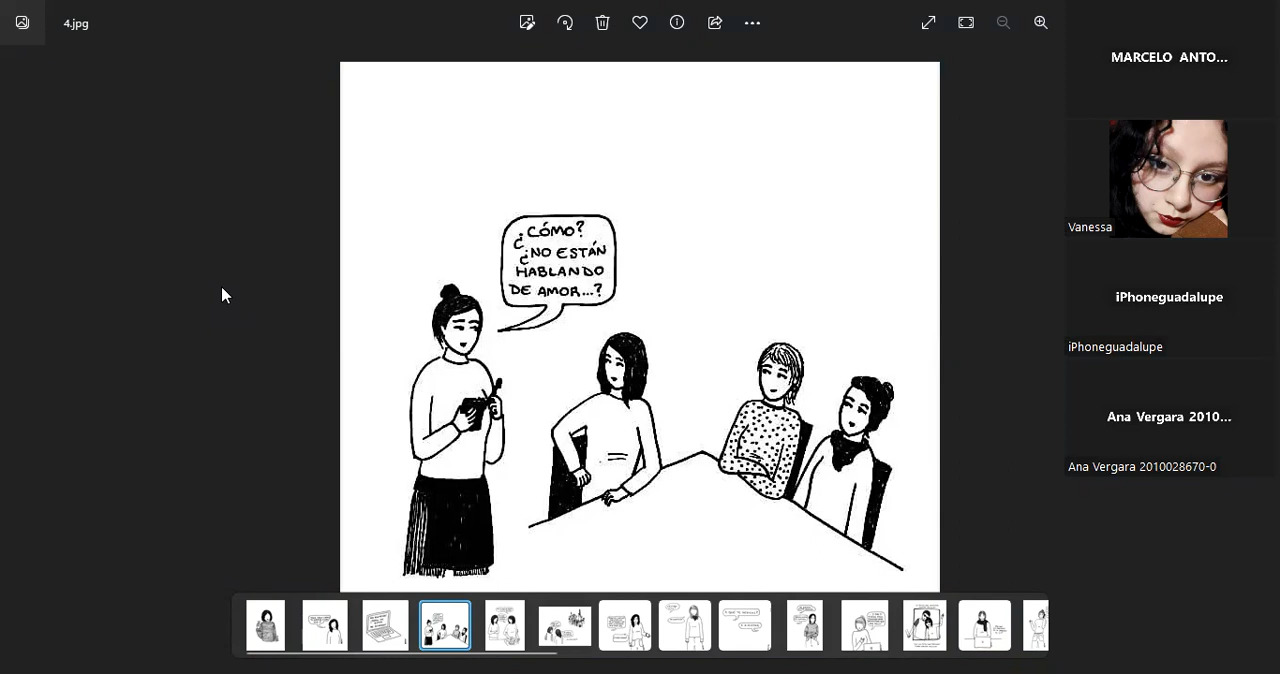 4.jpg
MARCELO ANTO...
Vanessa
¿CÓMO?
¿NO ESTÁN
HABLANDO
DE AMOR...?
iPhoneguadalupe
iPhoneguadalupe
Ana Vergara 2010...
Ana Vergara 2010028670-0